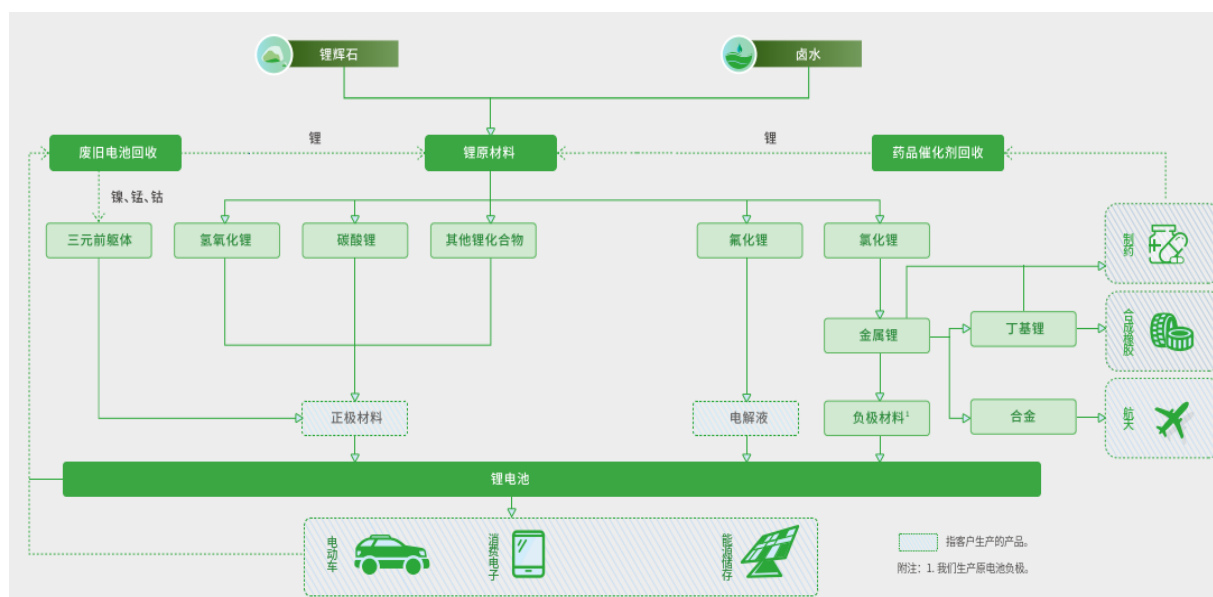 锂辉石
卤水
废旧电池回收
锂
锂原材料
锂
药品催化剂回收
镍、锰、钴
三元前躯体
氢氧化锂
碳酸锂
其他锂化合物
氟化锂
氯化锂
制药
金属锂
丁基锂
合成橡胶
正极材料
电解液
负极材料¹
合金
航天
锂电池
电动车
消费电子
能源储存
指客户生产的产品。
附注：1. 我们生产原电池负极。